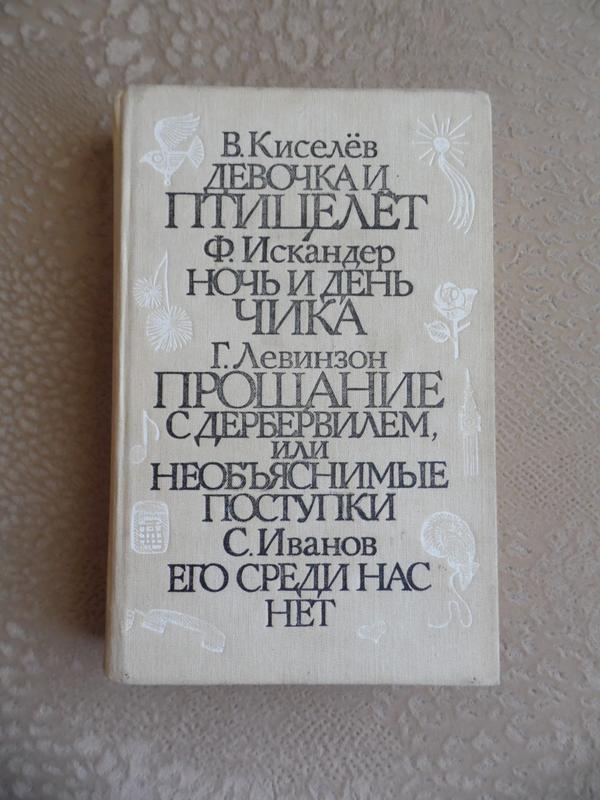 В. Киселёв
ДЕВОЧКА И
ПТИЦЕЛЁТ
Ф. Искандер
НОЧЬ И ДЕНЬ
ЧИКА
Г. Левинзон
ПРОЩАНИЕ
С ДЕРБЕРВИЛЕМ,
ИЛИ
НЕОБЪЯСНИМЫЕ
ПОСТУПКИ
С. Иванов
ЕГО СРЕДИ НАС
НЕТ